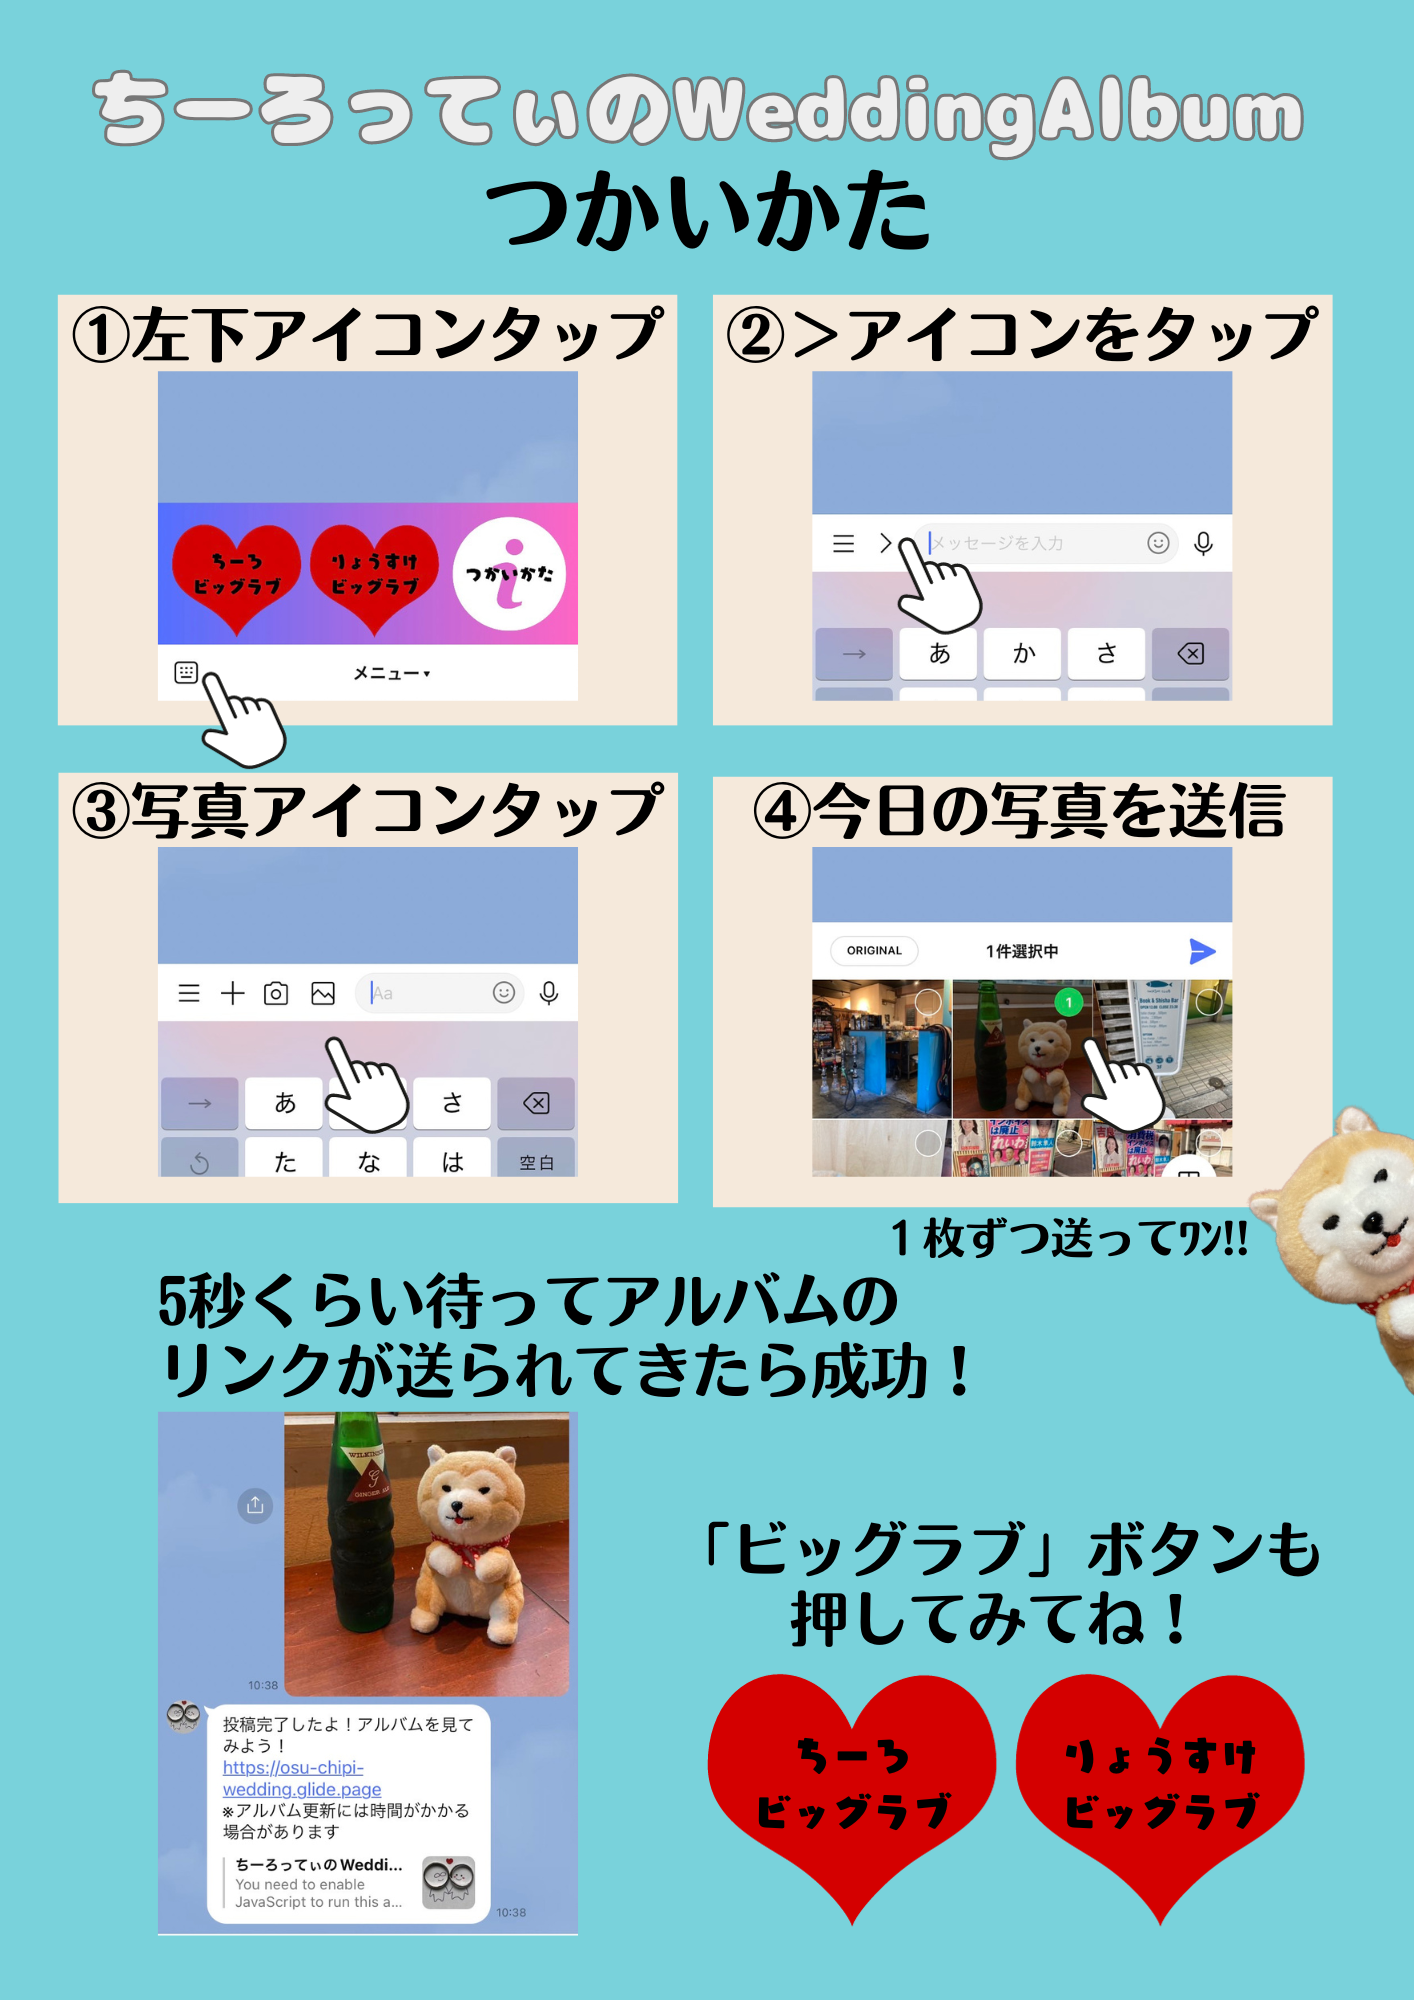 ちーろってぃのWeddingAlbum
つかいかた
①左下アイコンタップ
ちーろ
ビッグラブ
りょうすけ
ビッグラブ
i
つかいかた
メニュー▾
②＞アイコンをタップ
メッセージを入力
→
あ
か
さ
③写真アイコンタップ
Aa
→
あ
さ
た
な
は
空白
④今日の写真を送信
ORIGINAL
1件選択中
1
Book & Shisha Bar
は廃止
れいわ
１枚ずつ送ってﾜﾝ!!
5秒くらい待ってアルバムの
リンクが送られてきたら成功！
WILKINSON
G
GINGER ALE
10:38
投稿完了したよ！アルバムを見て
みよう！
https://osu-chipi-
wedding.glide.page
※アルバム更新には時間がかかる
場合があります
ちーろってぃのWeddi...
You need to enable
JavaScript to run this a...
10:38
「ビッグラブ」ボタンも
押してみてね！
ちーろ
ビッグラブ
りょうすけ
ビッグラブ